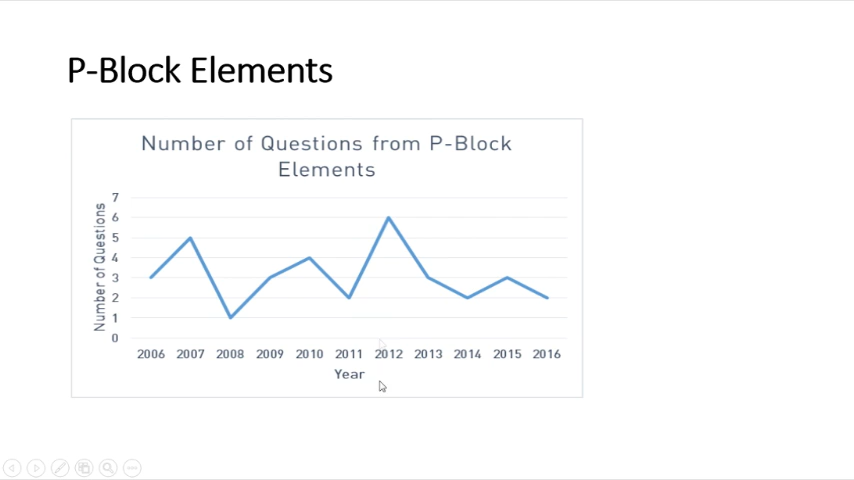 P-Block Elements
Number of Questions from P-Block
Elements
Number of Questions
7
6
5
4
3
2
1
0
2006 2007 2008 2009 2010 2011 2012 2013 2014 2015 2016
Year